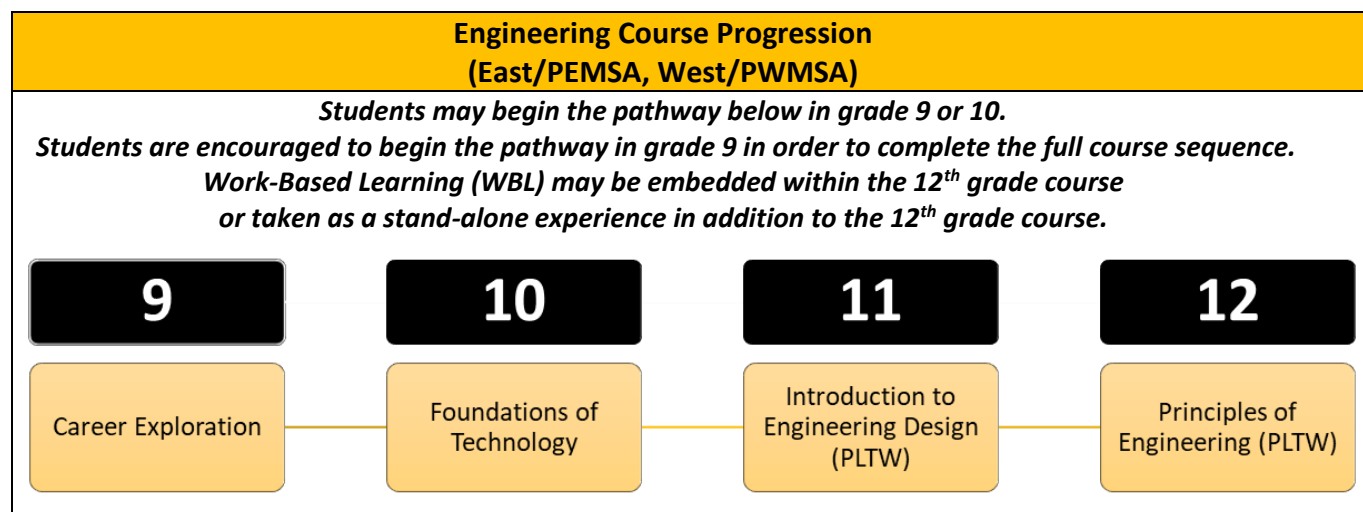 Engineering Course Progression
(East/PEMSA, West/PWMSA)
Students may begin the pathway below in grade 9 or 10.
Students are encouraged to begin the pathway in grade 9 in order to complete the full course sequence.
Work-Based Learning (WBL) may be embedded within the 12th grade course
or taken as a stand-alone experience in addition to the 12th grade course.
9
10
11
12
Career Exploration
Foundations of
Technology
Introduction to
Engineering Design
(PLTW)
Principles of
Engineering (PLTW)